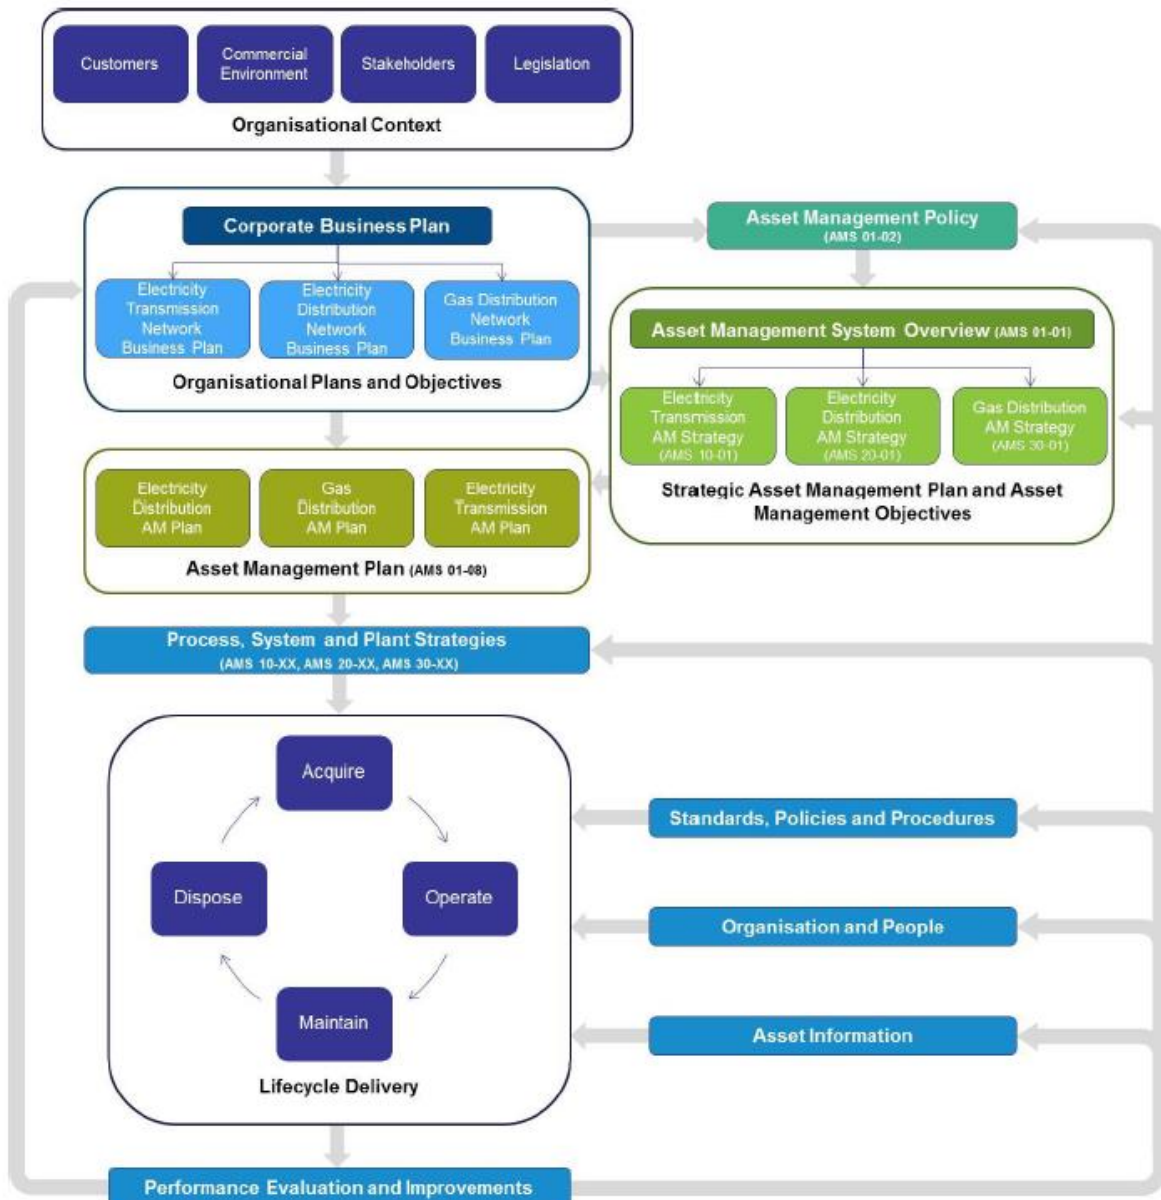 Customers
Commercial
Environment
Stakeholders
Legislation
Organisational Context
Corporate Business Plan
Electricity
Transmission
Network
Business Plan
Electricity
Distribution
Network
Business Plan
Gas Distribution
Network
Business Plan
Organisational Plans and Objectives
Asset Management Policy
(AMS 01-02)
Asset Management System Overview (AMS 01-01)
Electricity
Transmission
AM Strategy
(AMS 10-01)
Electricity
Distribution
AM Strategy
(AMS 20-01)
Gas Distribution
AM Strategy
(AMS 30-01)
Strategic Asset Management Plan and Asset
Management Objectives
Electricity
Distribution
AM Plan
Gas
Distribution
AM Plan
Electricity
Transmission
AM Plan
Asset Management Plan (AMS 01-08)
Process, System and Plant Strategies
(AMS 10-XX, AMS 20-XX, AMS 30-XX)
Acquire
Operate
Maintain
Dispose
Lifecycle Delivery
Standards, Policies and Procedures
Organisation and People
Asset Information
Performance Evaluation and Improvements